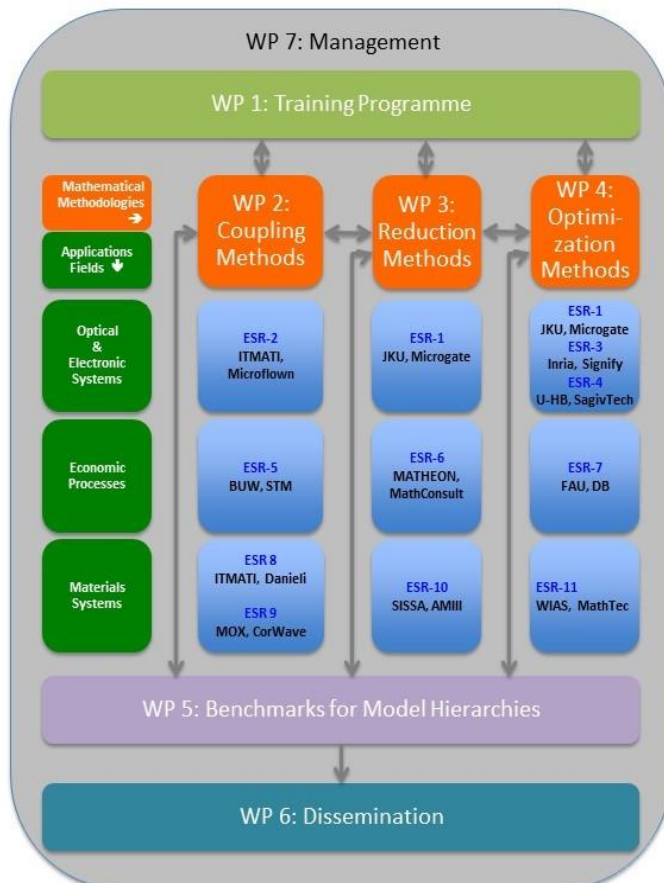 WP 7: Management
WP 1: Training Programme
Mathematical
Methodologies
➔
Applications
Fields 🡇
WP 2:
Coupling
Methods
WP 3:
Reduction
Methods
WP 4:
Optimi-
zation
Methods
Optical
&
Electronic
Systems
ESR-2
ITMATI,
Microflown
ESR-1
JKU, Microgate
ESR-1
JKU, Microgate
ESR-3
Inria, Signify
ESR-4
U-HB, SagivTech
Economic
Processes
ESR-5
BUW, STM
ESR-6
MATHEON,
MathConsult
ESR-7
FAU, DB
Materials
Systems
ESR 8
ITMATI, Danieli
ESR 9
MOX, CorWave
ESR-10
SISSA, AMIII
ESR-11
WIAS, MathTec
WP 5: Benchmarks for Model Hierarchies
WP 6: Dissemination